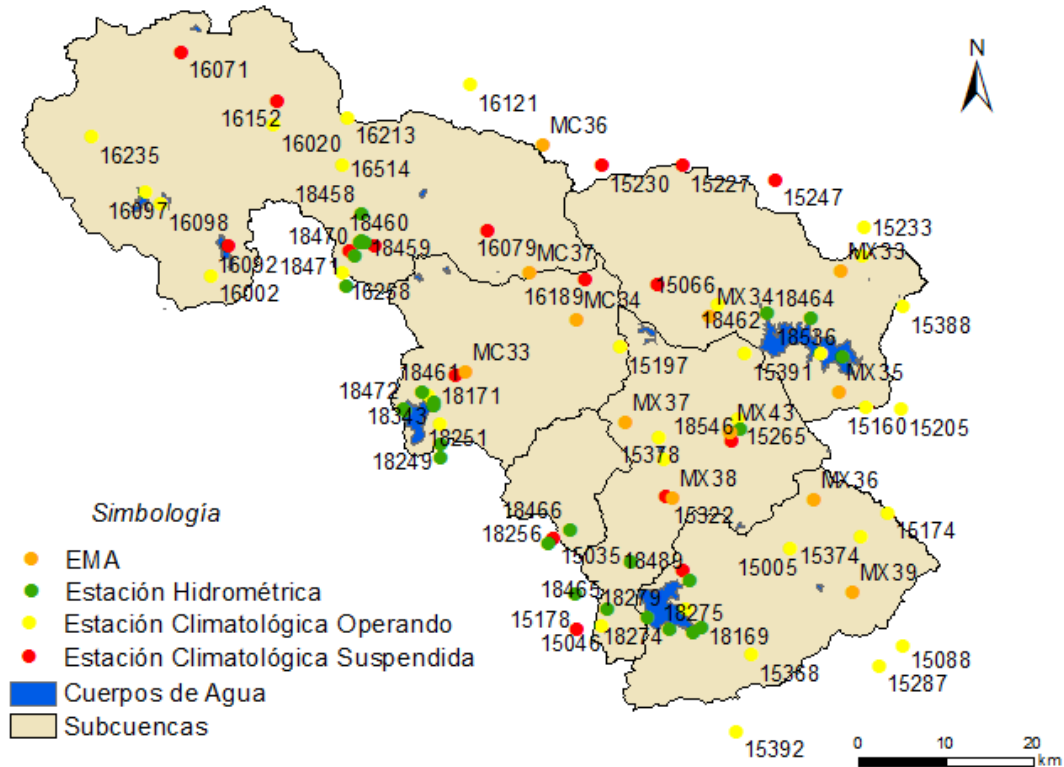 N
16071
16121
16152
16213
MC36
16020
16235
16514
15230
15227
15247
18458
16097
16098
18460
15233
18470
18459
16079
MX33
16092
MC37
18471
16002
16258
16189
MC34
15066
MX34
18464
18462
15388
18536
15197
15391
MC33
MX35
18461
18472
18171
18343
MX37
MX43
18546
15265
15160
15205
18251
18249
15378
MX38
MX36
15322
15174
18466
18256
15035
15374
15005
18489
MX39
18465
18279
18275
15178
15046
18274
18169
15368
15088
15287
15392
Simbología
EMA
Estación Hidrométrica
Estación Climatológica Operando
Estación Climatológica Suspendida
Cuerpos de Agua
Subcuencas
0 10 20
km